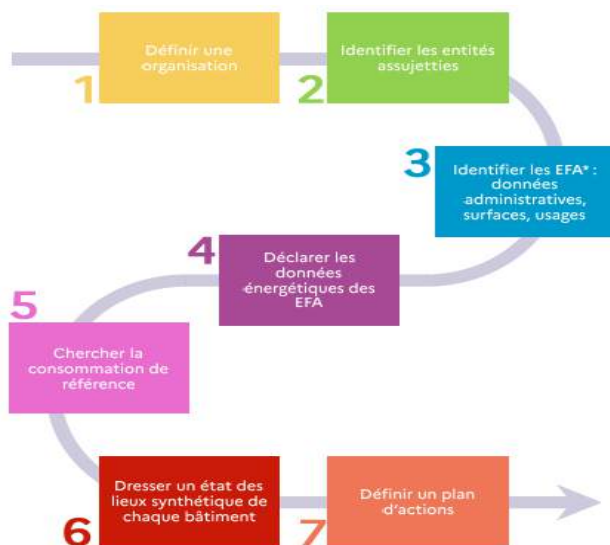 1
Définir une
organisation
2
Identifier les entités
assujetties
3
Identifier les EFA* :
données
administratives,
surfaces, usages
4
Déclarer les
données
énergétiques des
EFA
5
Chercher la
consommation de
référence
6
Dresser un état des
lieux synthétique de
chaque bâtiment
7
Définir un plan
d'actions